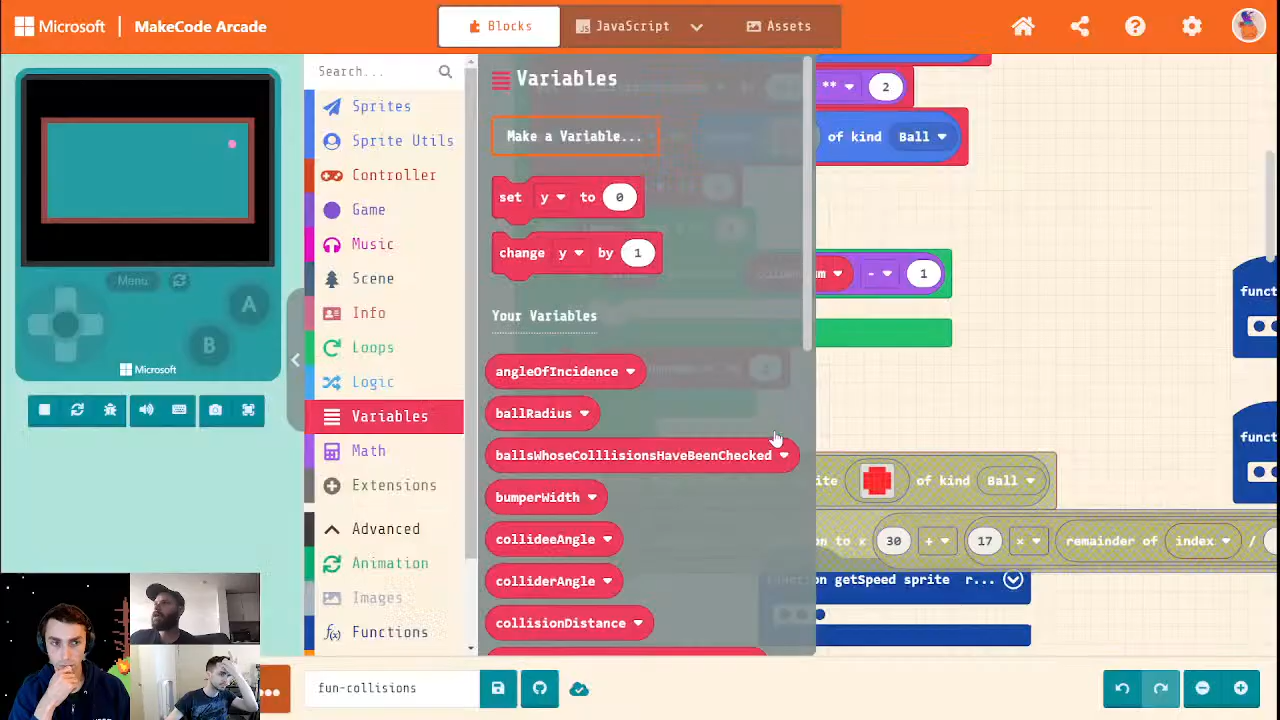 Microsoft | MakeCode Arcade
Blocks
JavaScript
Assets
Search...
Sprites
Sprite Utils
Controller
Game
Music
Scene
Info
Loops
Logic
Variables
Math
Extensions
Advanced
Animation
Images
Functions
Menu
A
B
Microsoft
Variables
Make a Variable...
set y to 0
change y by 1
Your Variables
angleOfIncidence
ballRadius
ballsWhoseColllisionsHaveBeenChecked
bumperWidth
collideeAngle
colliderAngle
collisionDistance
** 2
of kind Ball
- 1
funct
funct
of kind Ball
30 + 17 × remainder of index /
function getSpeed sprite r...
fun-collisions